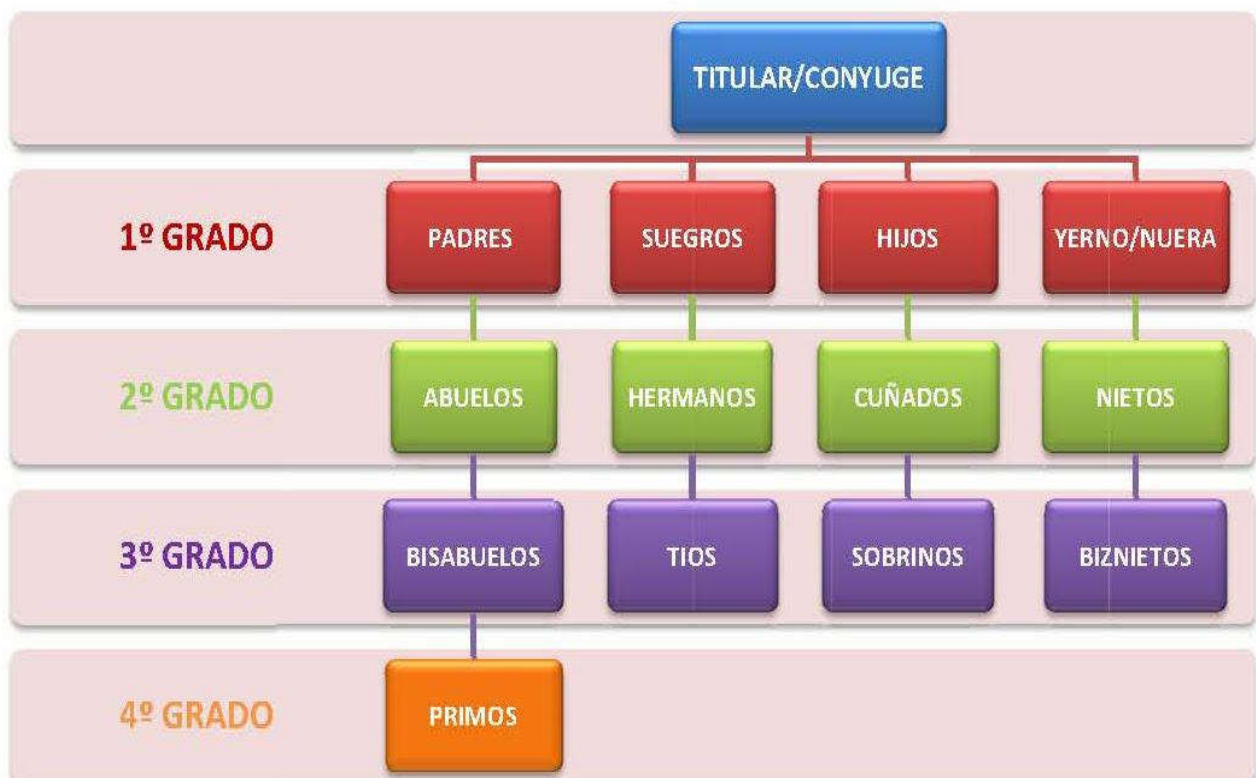 TITULAR/CONYUGE
1º GRADO
PADRES
SUEGROS
HIJOS
YERNO/NUERA
2º GRADO
ABUELOS
HERMANOS
CUÑADOS
NIETOS
3º GRADO
BISABUELOS
TIOS
SOBRINOS
BIZNIETOS
4º GRADO
PRIMOS